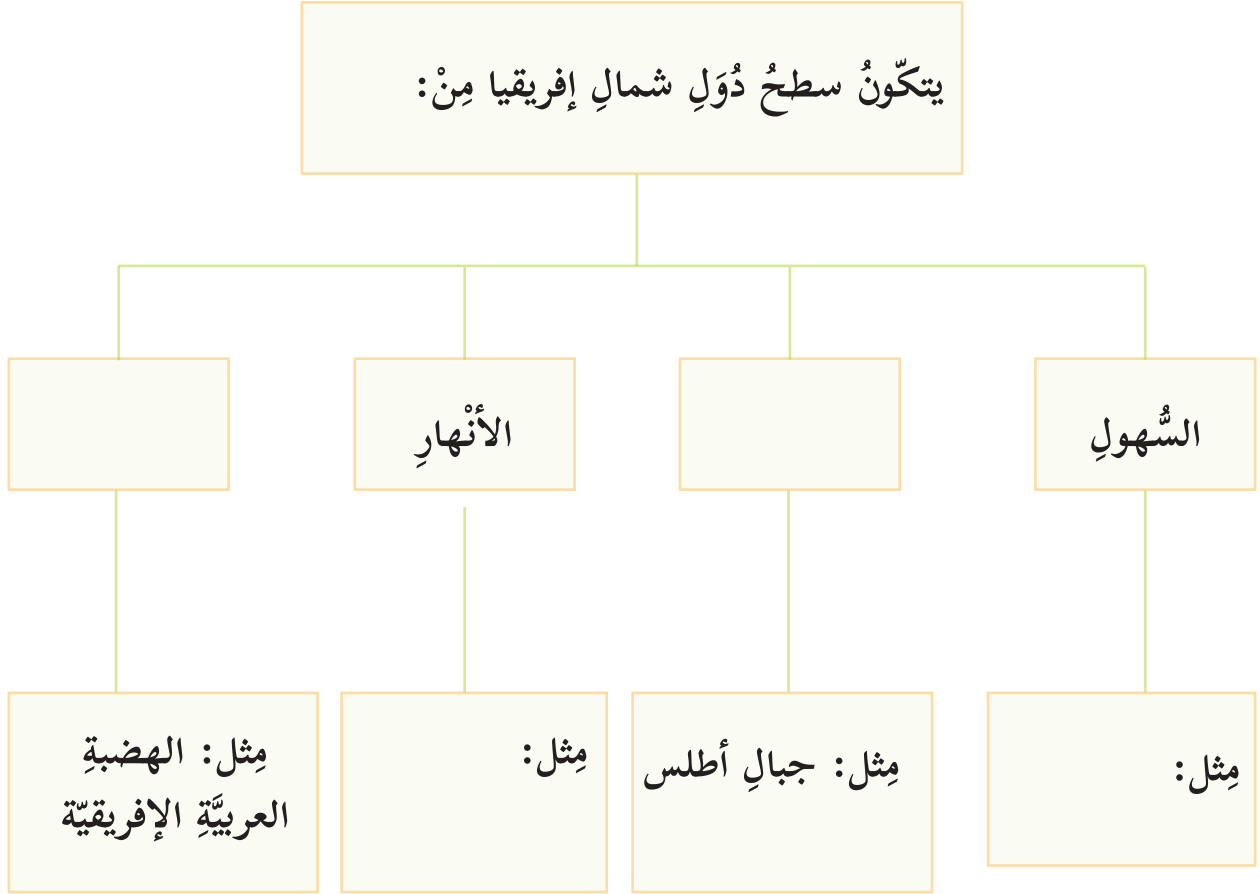 يتكّونُ سطحُ دُوَلِ شمالِ إفريقيا مِنْ:
السُّهولِ
الأنْهارِ
مِثل:
مِثل: جبالِ أطلس
مِثل:
مِثل: الهضبةِ
العربيَّةِ الإفريقيّة